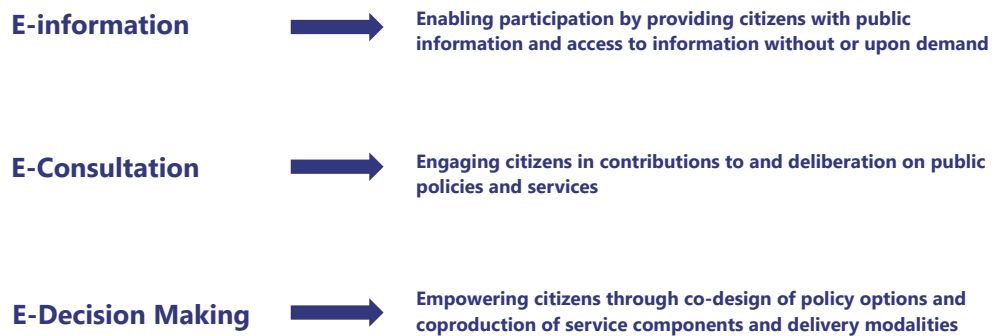 E-information
Enabling participation by providing citizens with public
information and access to information without or upon demand
E-Consultation
Engaging citizens in contributions to and deliberation on public
policies and services
E-Decision Making
Empowering citizens through co-design of policy options and
coproduction of service components and delivery modalities